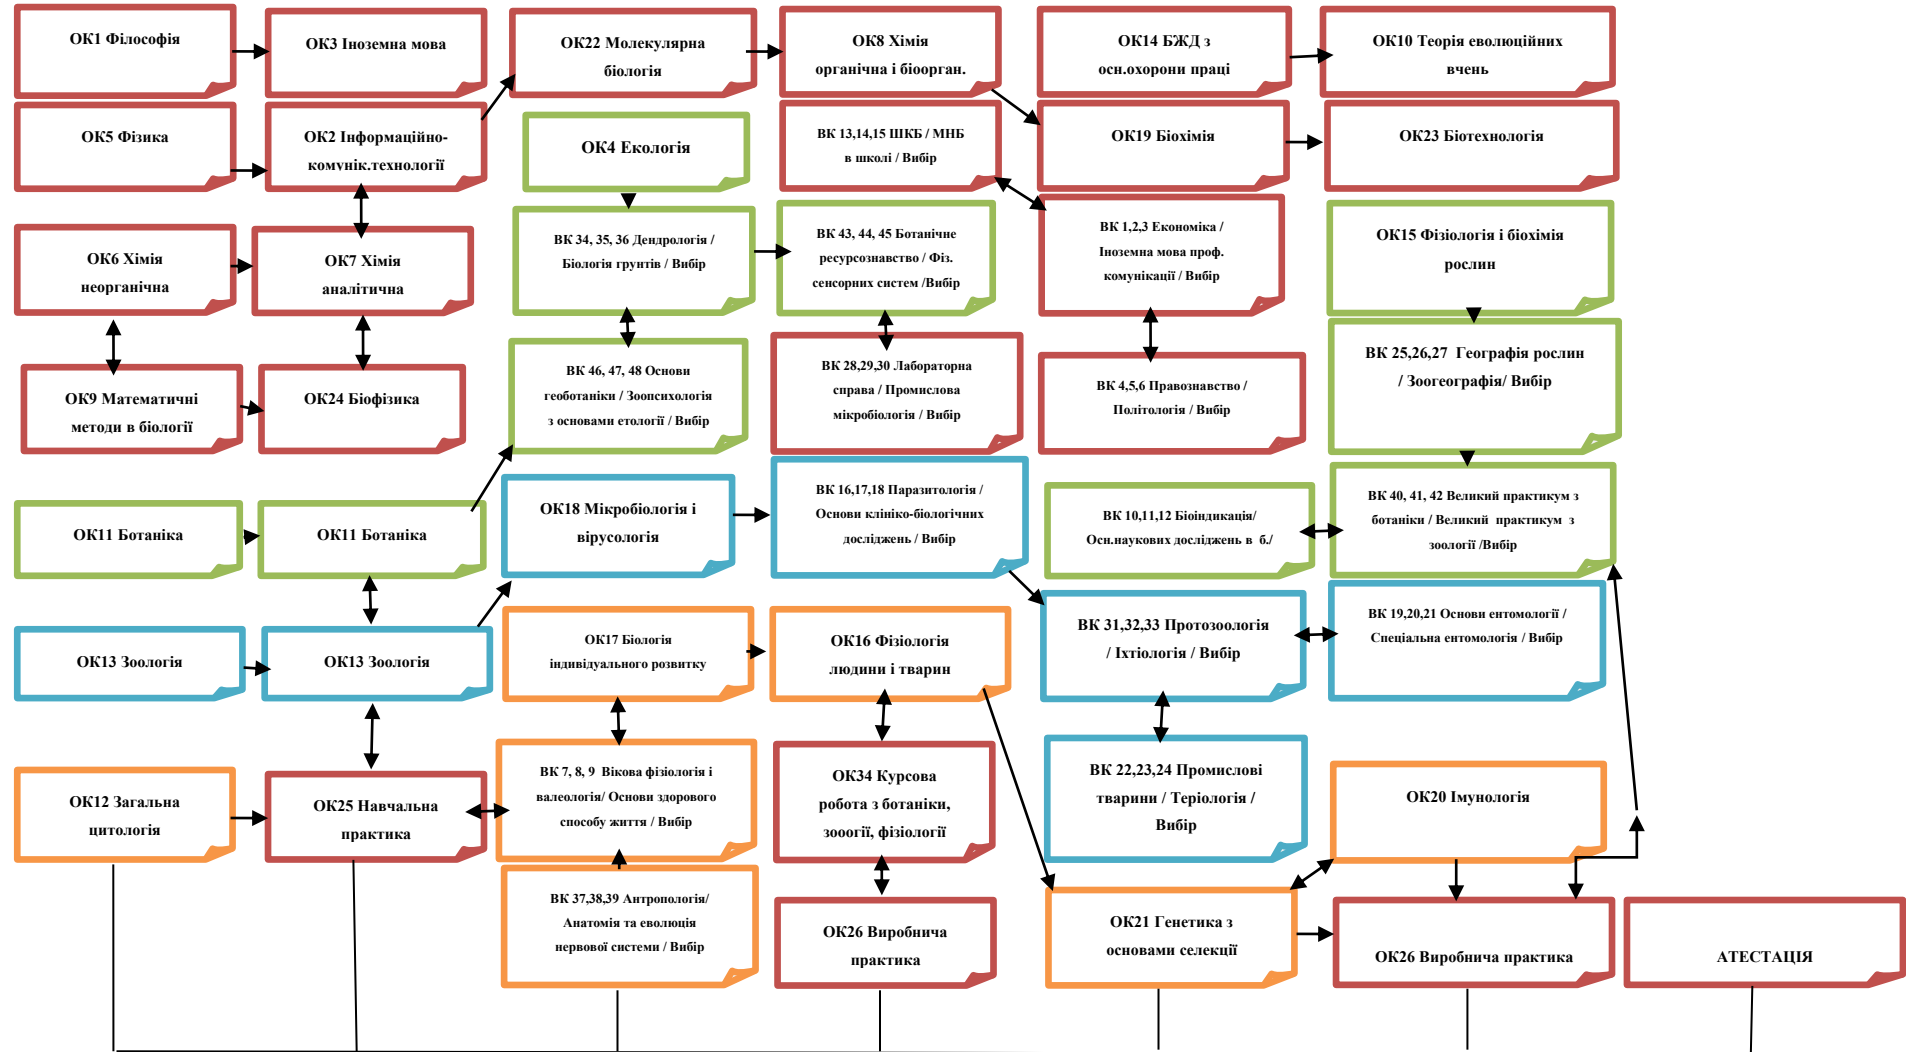 ОК1 Філософія
ОК3 Іноземна мова
ОК22 Молекулярна
біологія
ОК8 Хімія
органічна і біоорган.
ОК14 БЖД з
осн.охорони праці
ОК10 Теорія еволюційних
вчень
ОК5 Фізика
ОК2 Інформаційно-
комунік.технології
ОК4 Екологія
ВК 13,14,15 ШКБ / МНБ
в школі / Вибір
ОК19 Біохімія
ОК23 Біотехнологія
ОК6 Хімія
неорганічна
ОК7 Хімія
аналітична
ВК 34, 35, 36 Дендрологія /
Біологія грунтів / Вибір
ВК 43, 44, 45 Ботанічне
ресурсознавство / Фіз.
сенсорних систем /Вибір
ВК 1,2,3 Економіка /
Іноземна мова проф.
комунікації / Вибір
ОК15 Фізіологія і біохімія
рослин
ОК9 Математичні
методи в біології
ОК24 Біофізика
ВК 46, 47, 48 Основи
геоботаніки / Зоопсихологія
з основами етології / Вибір
ВК 28,29,30 Лабораторна
справа / Промислова
мікробіологія / Вибір
ВК 4,5,6 Правознавство /
Політологія / Вибір
ВК 25,26,27 Географія рослин
/ Зоогеографія/ Вибір
ОК11 Ботаніка
ОК11 Ботаніка
ОК18 Мікробіологія і
вірусологія
ВК 16,17,18 Паразитологія /
Основи клініко-біологічних
досліджень / Вибір
ВК 10,11,12 Біоіндикація/
Осн.наукових досліджень в б./
ВК 40, 41, 42 Великий практикум з
ботаніки / Великий практикум з
зоології /Вибір
ОК13 Зоологія
ОК13 Зоологія
ОК17 Біологія
індивідуального розвитку
ОК16 Фізіологія
людини і тварин
ВК 31,32,33 Протозоологія
/ Іхтіологія / Вибір
ВК 19,20,21 Основи ентомології /
Спеціальна ентомологія / Вибір
ОК12 Загальна
цитологія
ОК25 Навчальна
практика
ВК 7, 8, 9 Вікова фізіологія і
валеологія/ Основи здорового
способу життя / Вибір
ОК34 Курсова
робота з ботаніки,
зооогії, фізіології
ВК 22,23,24 Промислові
тварини / Теріологія /
Вибір
ОК20 Імунологія
ВК 37,38,39 Антропологія/
Анатомія та еволюція
нервової системи / Вибір
ОК26 Виробнича
практика
ОК21 Генетика з
основами селекції
ОК26 Виробнича практика
АТЕСТАЦІЯ